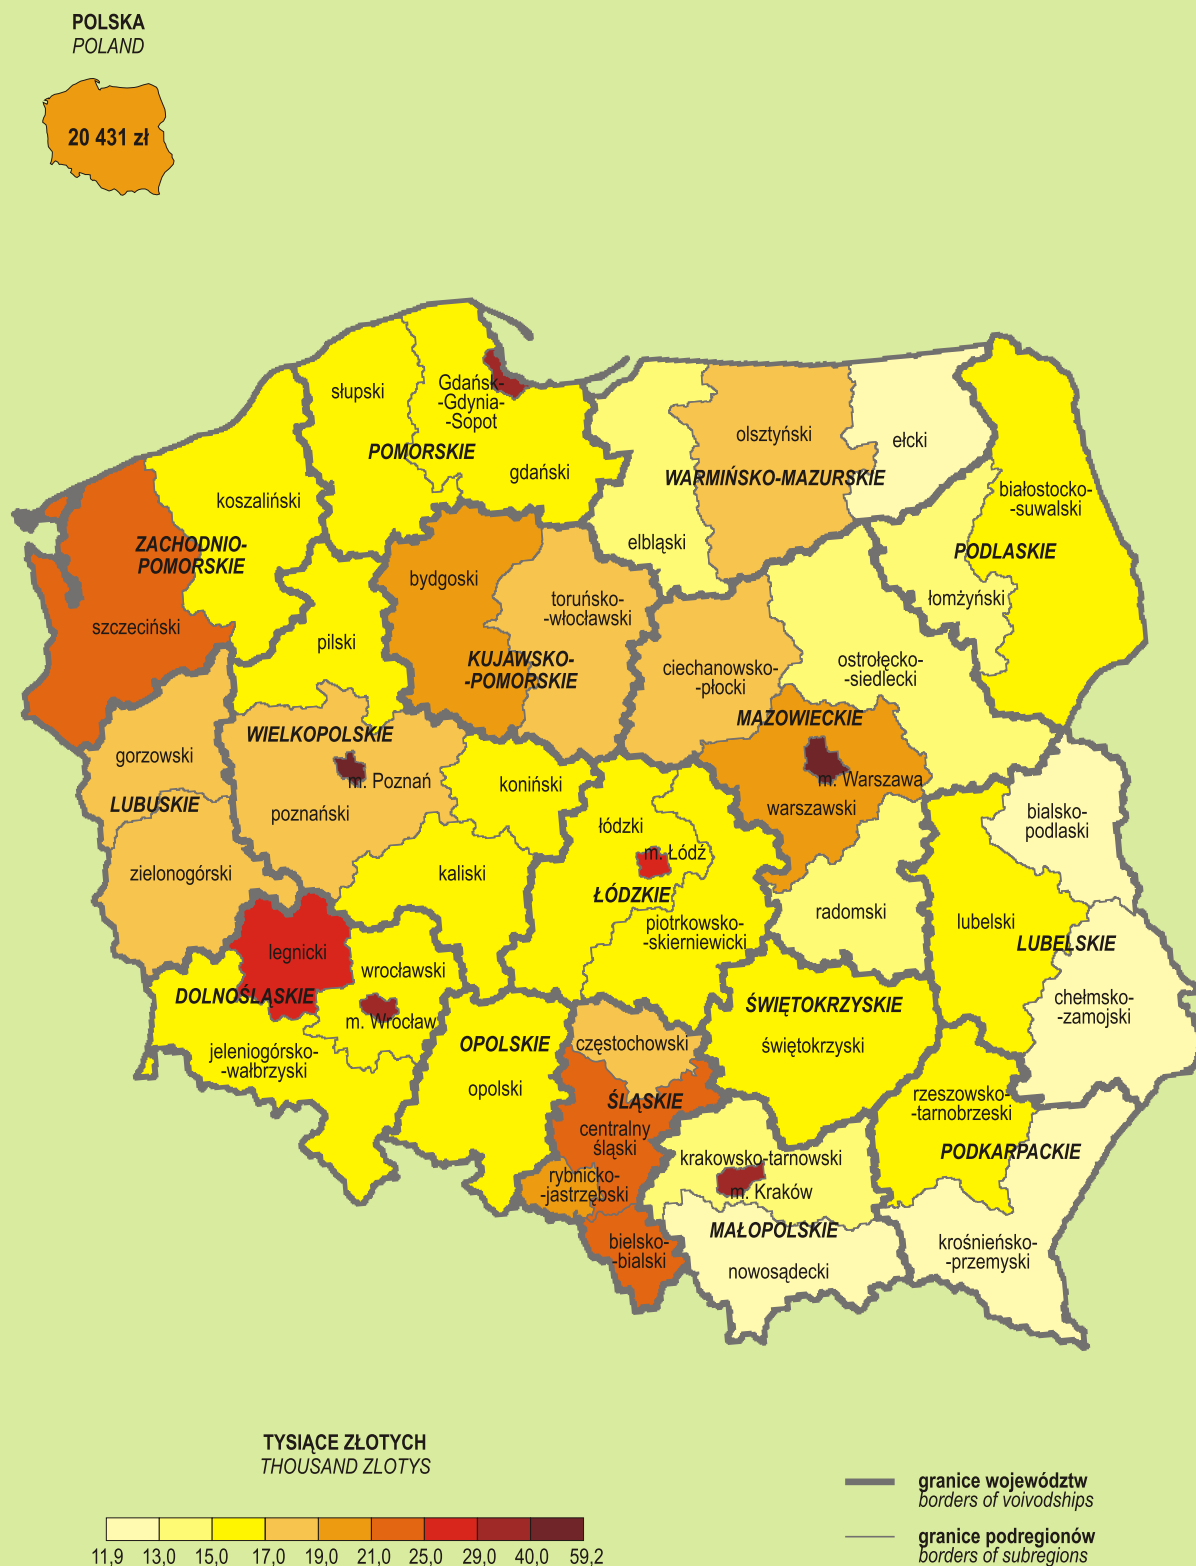 POLSKA
POLAND
20 431 zł
słupski
Gdańsk-
-Gdynia-
-Sopot
POMORSKIE
gdański
olsztyński
ełcki
WARMIŃSKO-MAZURSKIE
elbląski
koszaliński
ZACHODNIO-
POMORSKIE
szczeciński
białostocko-
-suwalski
PODLASKIE
łomżyński
bydgoski
toruńsko-
-włocławski
KUJAWSKO-
-POMORSKIE
pilski
ciechanowsko-
-płocki
ostrołęcko-
-siedlecki
MAZOWIECKIE
m. Warszawa
warszawski
radomski
WIELKOPOLSKIE
m. Poznań
poznański
koniński
kaliski
gorzowski
LUBUSKIE
zielonogórski
łódzki
m. Łódź
ŁÓDZKIE
piotrkowsko-
-skierniewicki
bialsko-
podlaski
lubelski
LUBELSKIE
chełmsko-
-zamojski
legnicki
wrocławski
DOLNOŚLĄSKIE
m. Wrocław
jeleniogórsko-
-wałbrzyski
OPOLSKIE
opolski
częstochowski
ŚLĄSKIE
centralny
śląski
rybnicko-
-jastrzębski
bielsko-
-bialski
ŚWIĘTOKRZYSKIE
świętokrzyski
krakowsko-tarnowski
m. Kraków
MAŁOPOLSKIE
nowosądecki
rzeszowsko-
-tarnobrzeski
PODKARPACKIE
krośnieńsko-
-przemyski
TYSIĄCE ZŁOTYCH
THOUSAND ZLOTYS
11,9 13,0 15,0 17,0 19,0 21,0 25,0 29,0 40,0 59,2
granice województw
borders of voivodships
granice podregionów
borders of subregions